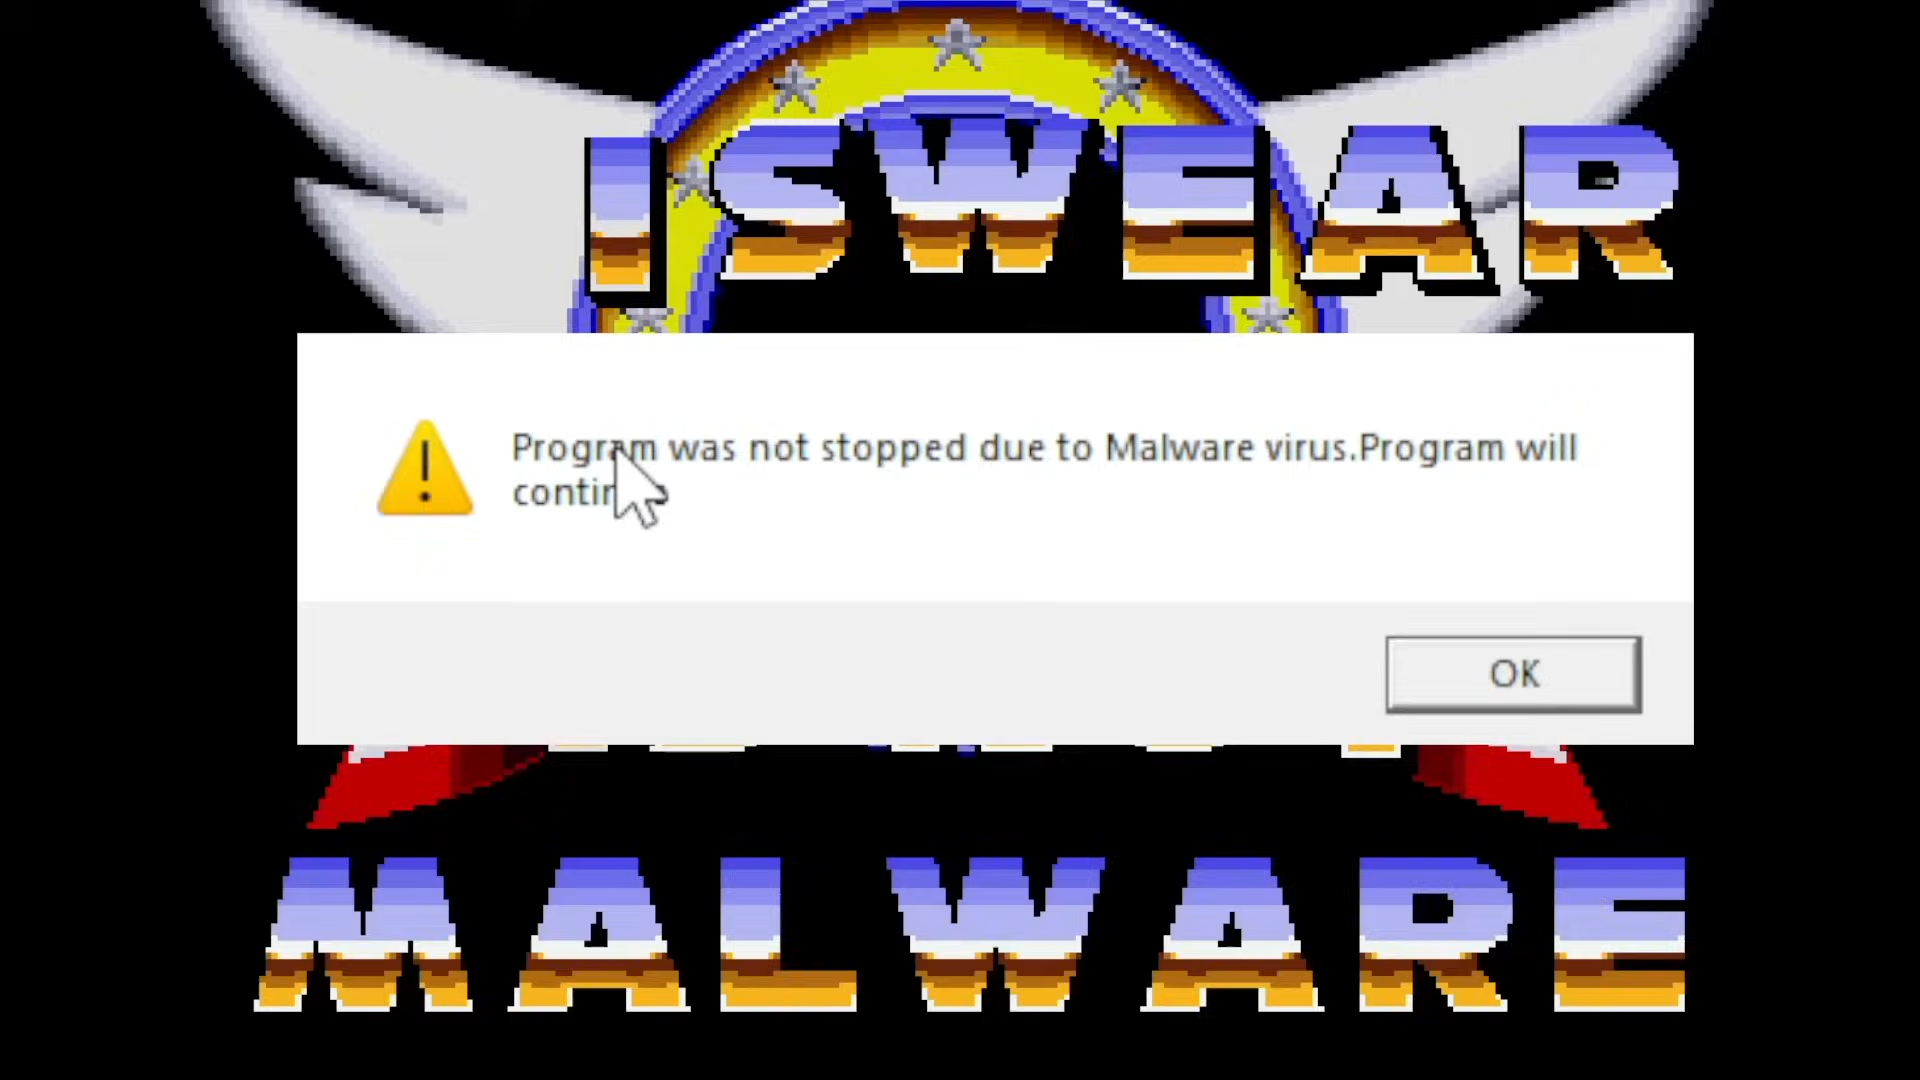 I SWEAR
Program was not stopped due to Malware virus.Program will
OK
MALWARE